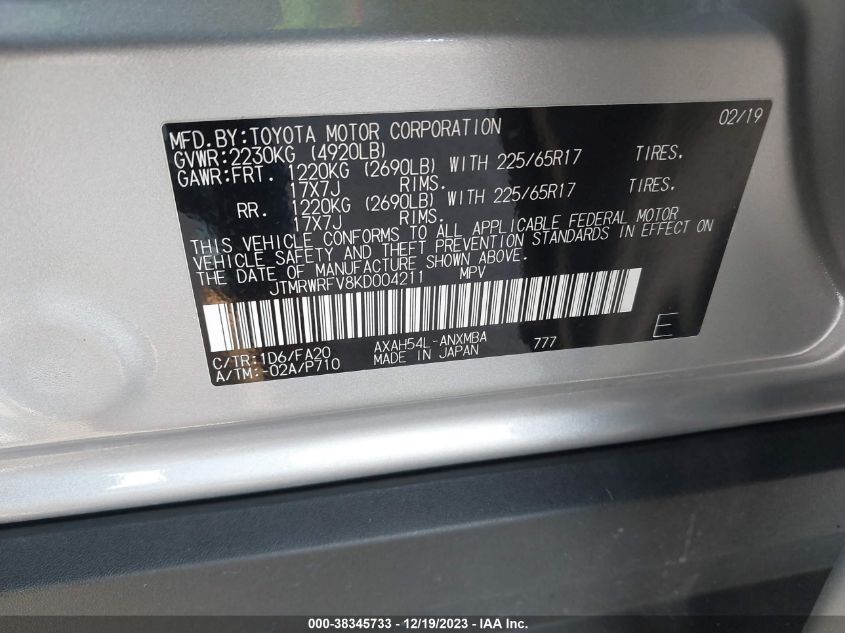 02/19
MFD.BY:TOYOTA MOTOR CORPORATION
GVWR:2230KG (4920LB)
GAWR:FRT. 1220KG (2690LB) WITH 225/65R17 TIRES.
17X7J RIMS.
RR. 1220KG (2690LB) WITH 225/65R17 TIRES.
17X7J RIMS.
THIS VEHICLE CONFORMS TO ALL APPLICABLE FEDERAL MOTOR
VEHICLE SAFETY AND THEFT PREVENTION STANDARDS IN EFFECT ON
THE DATE OF MANUFACTURE SHOWN ABOVE.
JTMRWRFV8KD004211 MPV
C/TR:1D6/FA20 AXAH54L-ANXMBA 777 E
A/TM:-02A/P710 MADE IN JAPAN
000-38345733 - 12/19/2023 - IAA Inc.